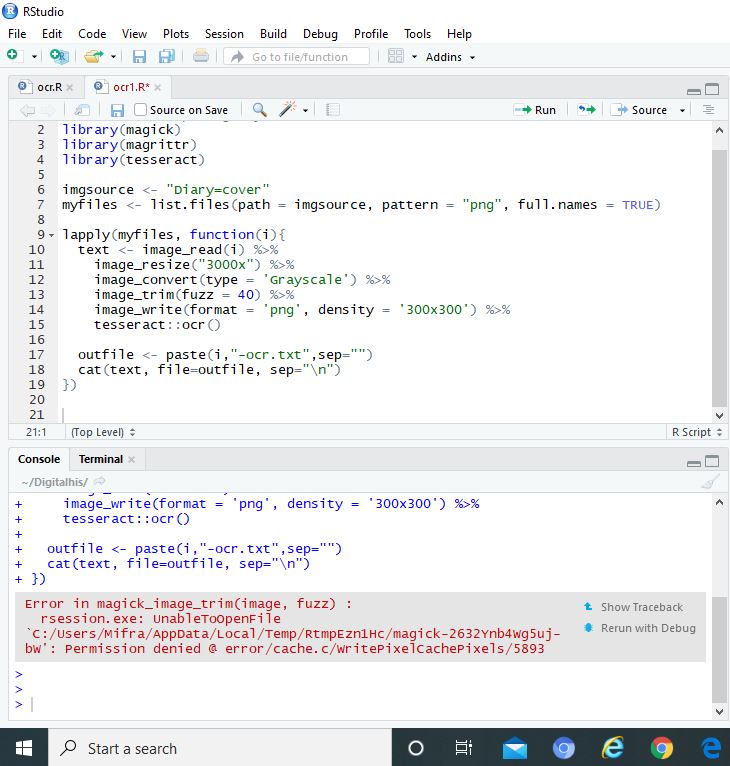 RStudio
File Edit Code View Plots Session Build Debug Profile Tools Help
Go to file/function Addins
ocr.R ocr1.R*
Source on Save Run Source
2 library(magick)
3 library(magrittr)
4 library(tesseract)
5
6 imgsource <- "Diary=cover"
7 myfiles <- list.files(path = imgsource, pattern = "png", full.names = TRUE)
8
9 lapply(myfiles, function(i){
10 text <- image_read(i) %>%
11 image_resize("3000x") %>%
12 image_convert(type = 'Grayscale') %>%
13 image_trim(fuzz = 40) %>%
14 image_write(format = 'png', density = '300x300') %>%
15 tesseract::ocr()
16
17 outfile <- paste(i,"-ocr.txt",sep="")
18 cat(text, file=outfile, sep="\n")
19 })
20
21
21:1 (Top Level) R Script
Console Terminal
~/Digitalhis/
+ image_write(format = 'png', density = '300x300') %>%
+ tesseract::ocr()
+
+ outfile <- paste(i,"-ocr.txt",sep="")
+ cat(text, file=outfile, sep="\n")
+ })
Error in magick_image_trim(image, fuzz) : Show Traceback
rsession.exe: UnableToOpenFile
`C:/Users/Mifra/AppData/Local/Temp/RtmpEzn1Hc/magick-2632Ynb4Wg5uj- Rerun with Debug
bW': Permission denied @ error/cache.c/WritePixelCachePixels/5893
>
>
>
Start a search